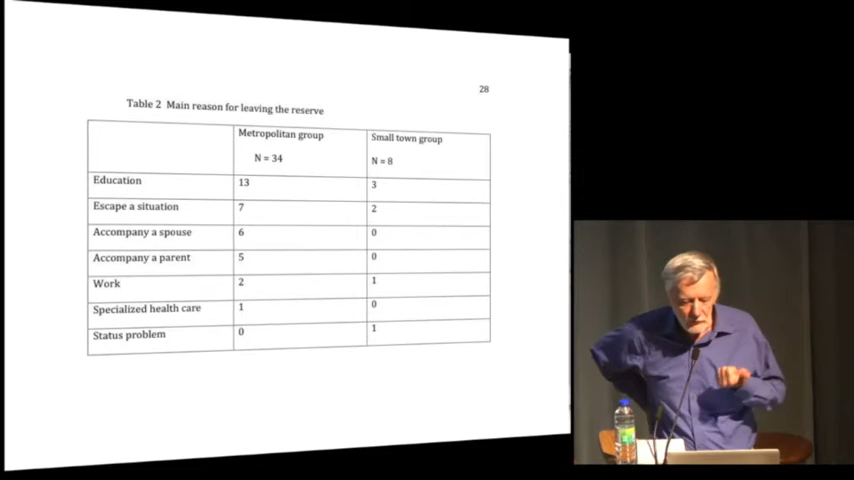 28
Table 2 Main reason for leaving the reserve
Metropolitan group Small town group
N = 34 N = 8
Education 13 3
Escape a situation 7 2
Accompany a spouse 6 0
Accompany a parent 5 0
Work 2 1
Specialized health care 1 0
Status problem 0 1